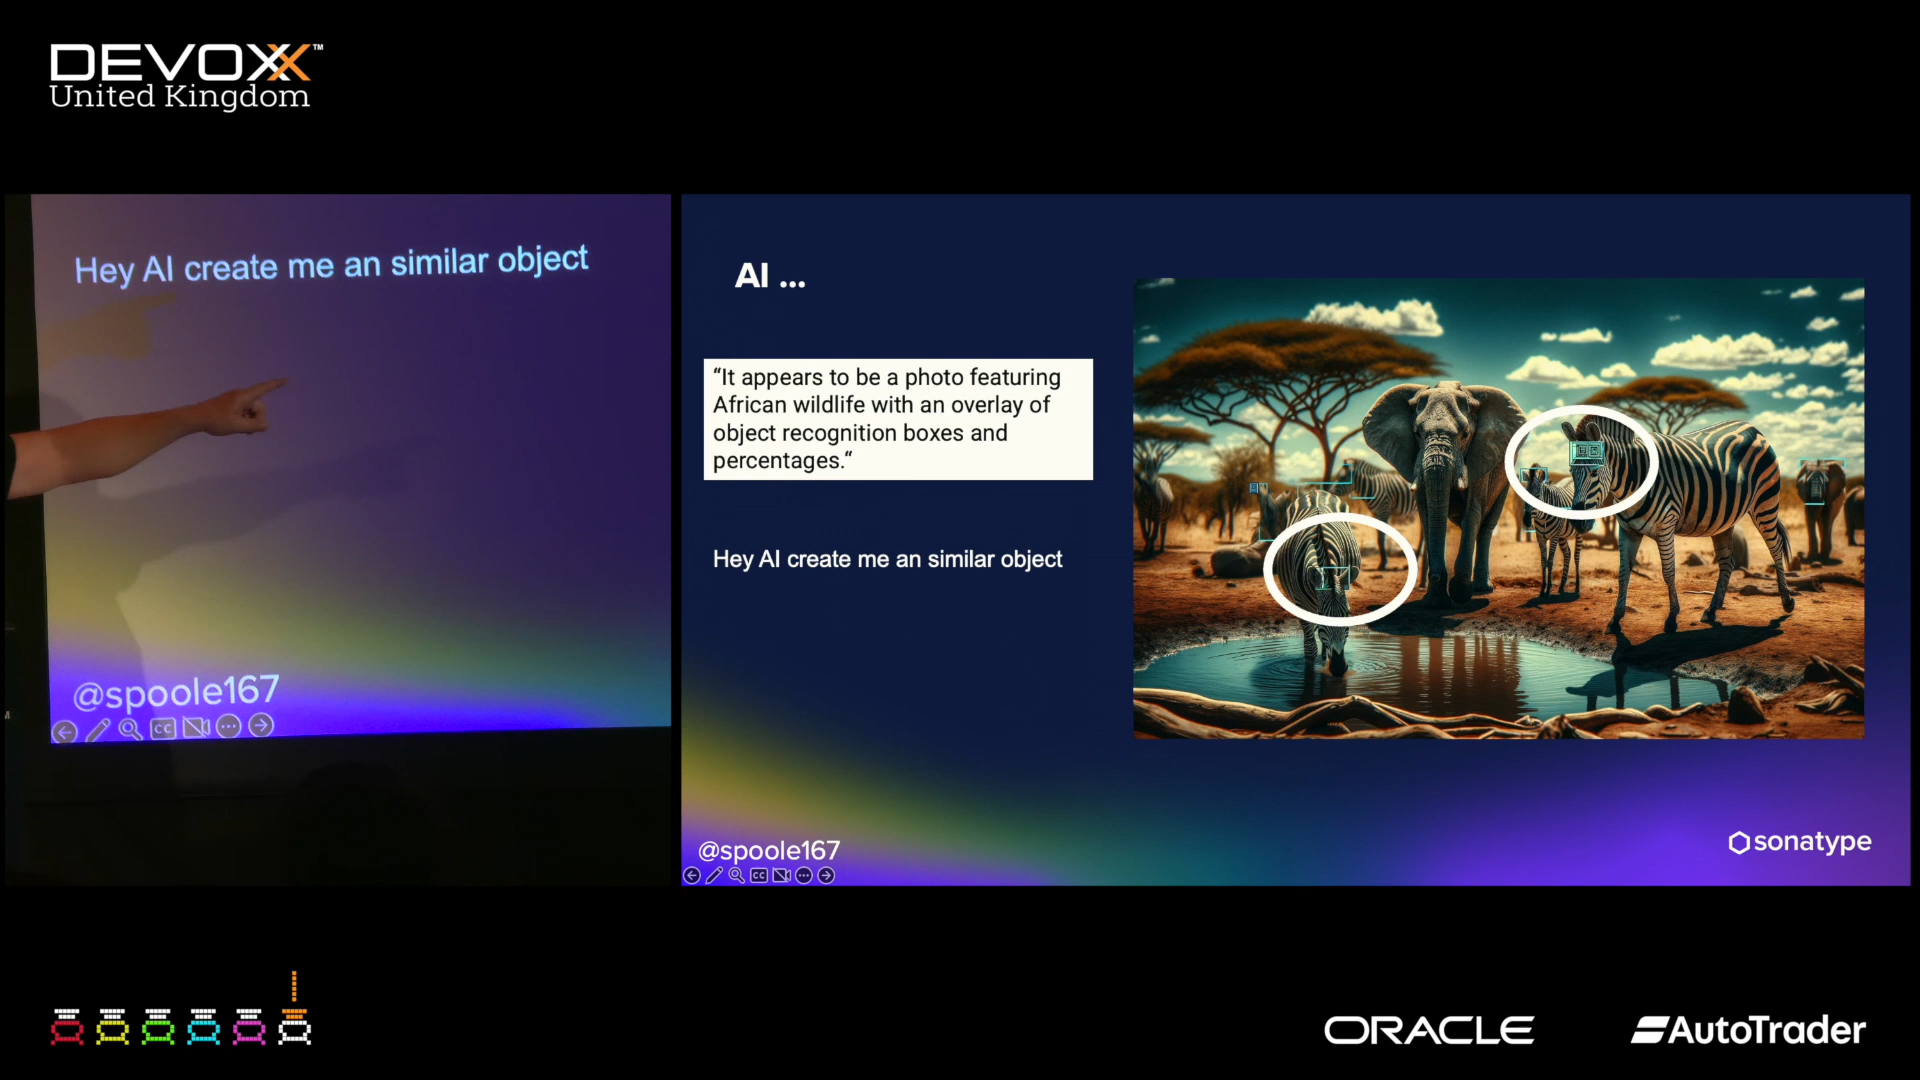 DEVOXX™
United Kingdom
Hey AI create me an similar object
@spoole167
CC
AI ...
“It appears to be a photo featuring
African wildlife with an overlay of
object recognition boxes and
percentages.“
Hey AI create me an similar object
@spoole167
CC
sonatype
ORACLE
AutoTrader